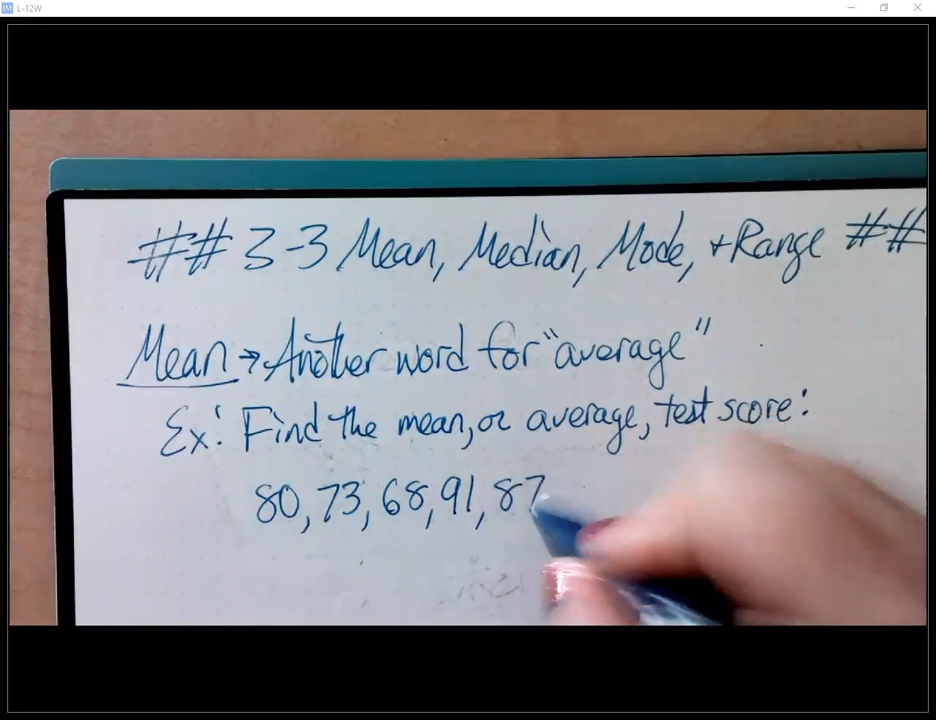 L-12W
## 3-3 Mean, Median, Mode, + Range ##
Mean → Another word for "average"
Ex: Find the mean, or average, test score:
80, 73, 68, 91, 87